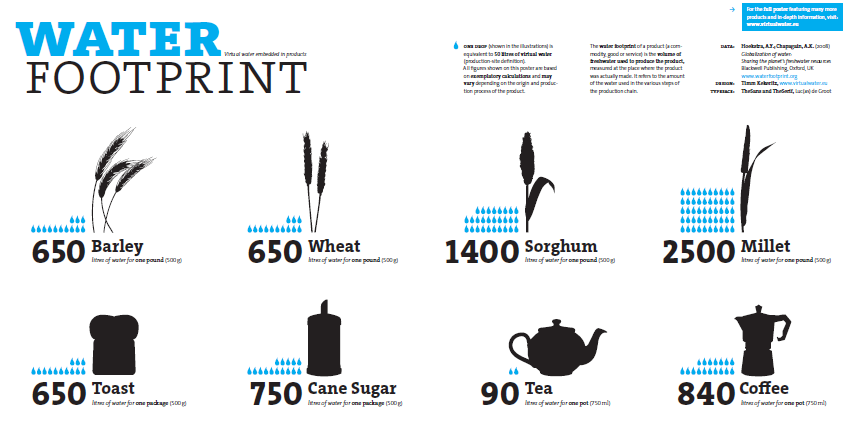 → For the full poster featuring many more
products and in-depth information, visit:
www.virtualwater.eu
WATER
Virtual water embedded in products
FOOTPRINT
ONE DROP (shown in the illustrations) is
equivalent to 50 litres of virtual water
(production-site definition).
All figures shown on this poster are based
on exemplatory calculations and may
vary depending on the origin and produc-
tion process of the product.
The water footprint of a product (a com-
modity, good or service) is the volume of
freshwater used to produce the product,
measured at the place where the product
was actually made. It refers to the amount
of the water used in the various steps of
the production chain.
DATA: Hoekstra, A.Y.; Chapagain, A.K. (2008)
Globalization of water.
Sharing the planet's freshwater resources
Blackwell Publishing, Oxford, UK
www.waterfootprint.org
DESIGN: Timm Kekeritz, www.virtualwater.eu
TYPEFACE: TheSans and TheSerif, Luc(as) de Groot
650 Barley
litres of water for one pound (500 g)
650 Wheat
litres of water for one pound (500 g)
1400 Sorghum
litres of water for one pound (500 g)
2500 Millet
litres of water for one pound (500 g)
650 Toast
litres of water for one package (500 g)
750 Cane Sugar
litres of water for one package (500 g)
90 Tea
litres of water for one pot (750 ml)
840 Coffee
litres of water for one pot (750 ml)